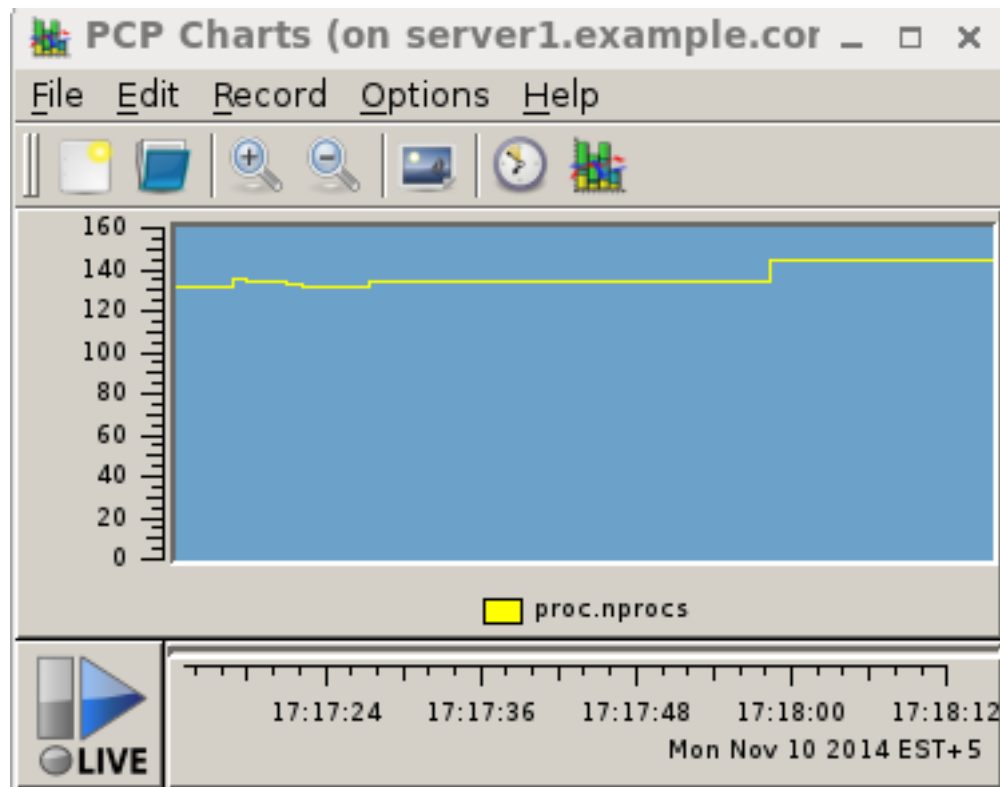 PCP Charts (on server1.example.cor
File Edit Record Options Help
160
140
120
100
80
60
40
20
0
proc.nprocs
17:17:24 17:17:36 17:17:48 17:18:00 17:18:12
Mon Nov 10 2014 EST+5
LIVE